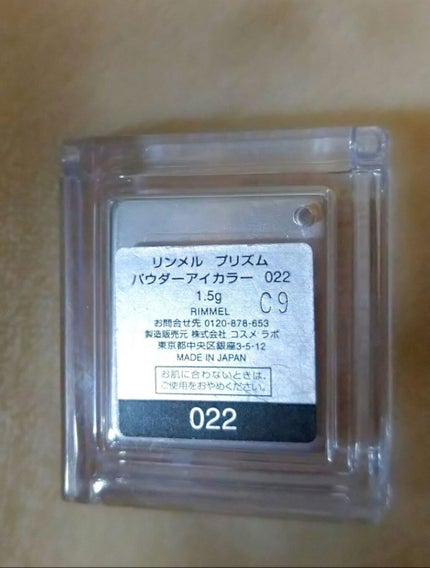 リンメル プリズム
パウダーアイカラー 022
1.5g
C9
RIMMEL
お問合せ先 0120-878-653
製造販売元 株式会社 コスメ ラボ
東京都中央区銀座3-5-12
MADE IN JAPAN
お肌に合わないときは、
ご使用をおやめください。
022